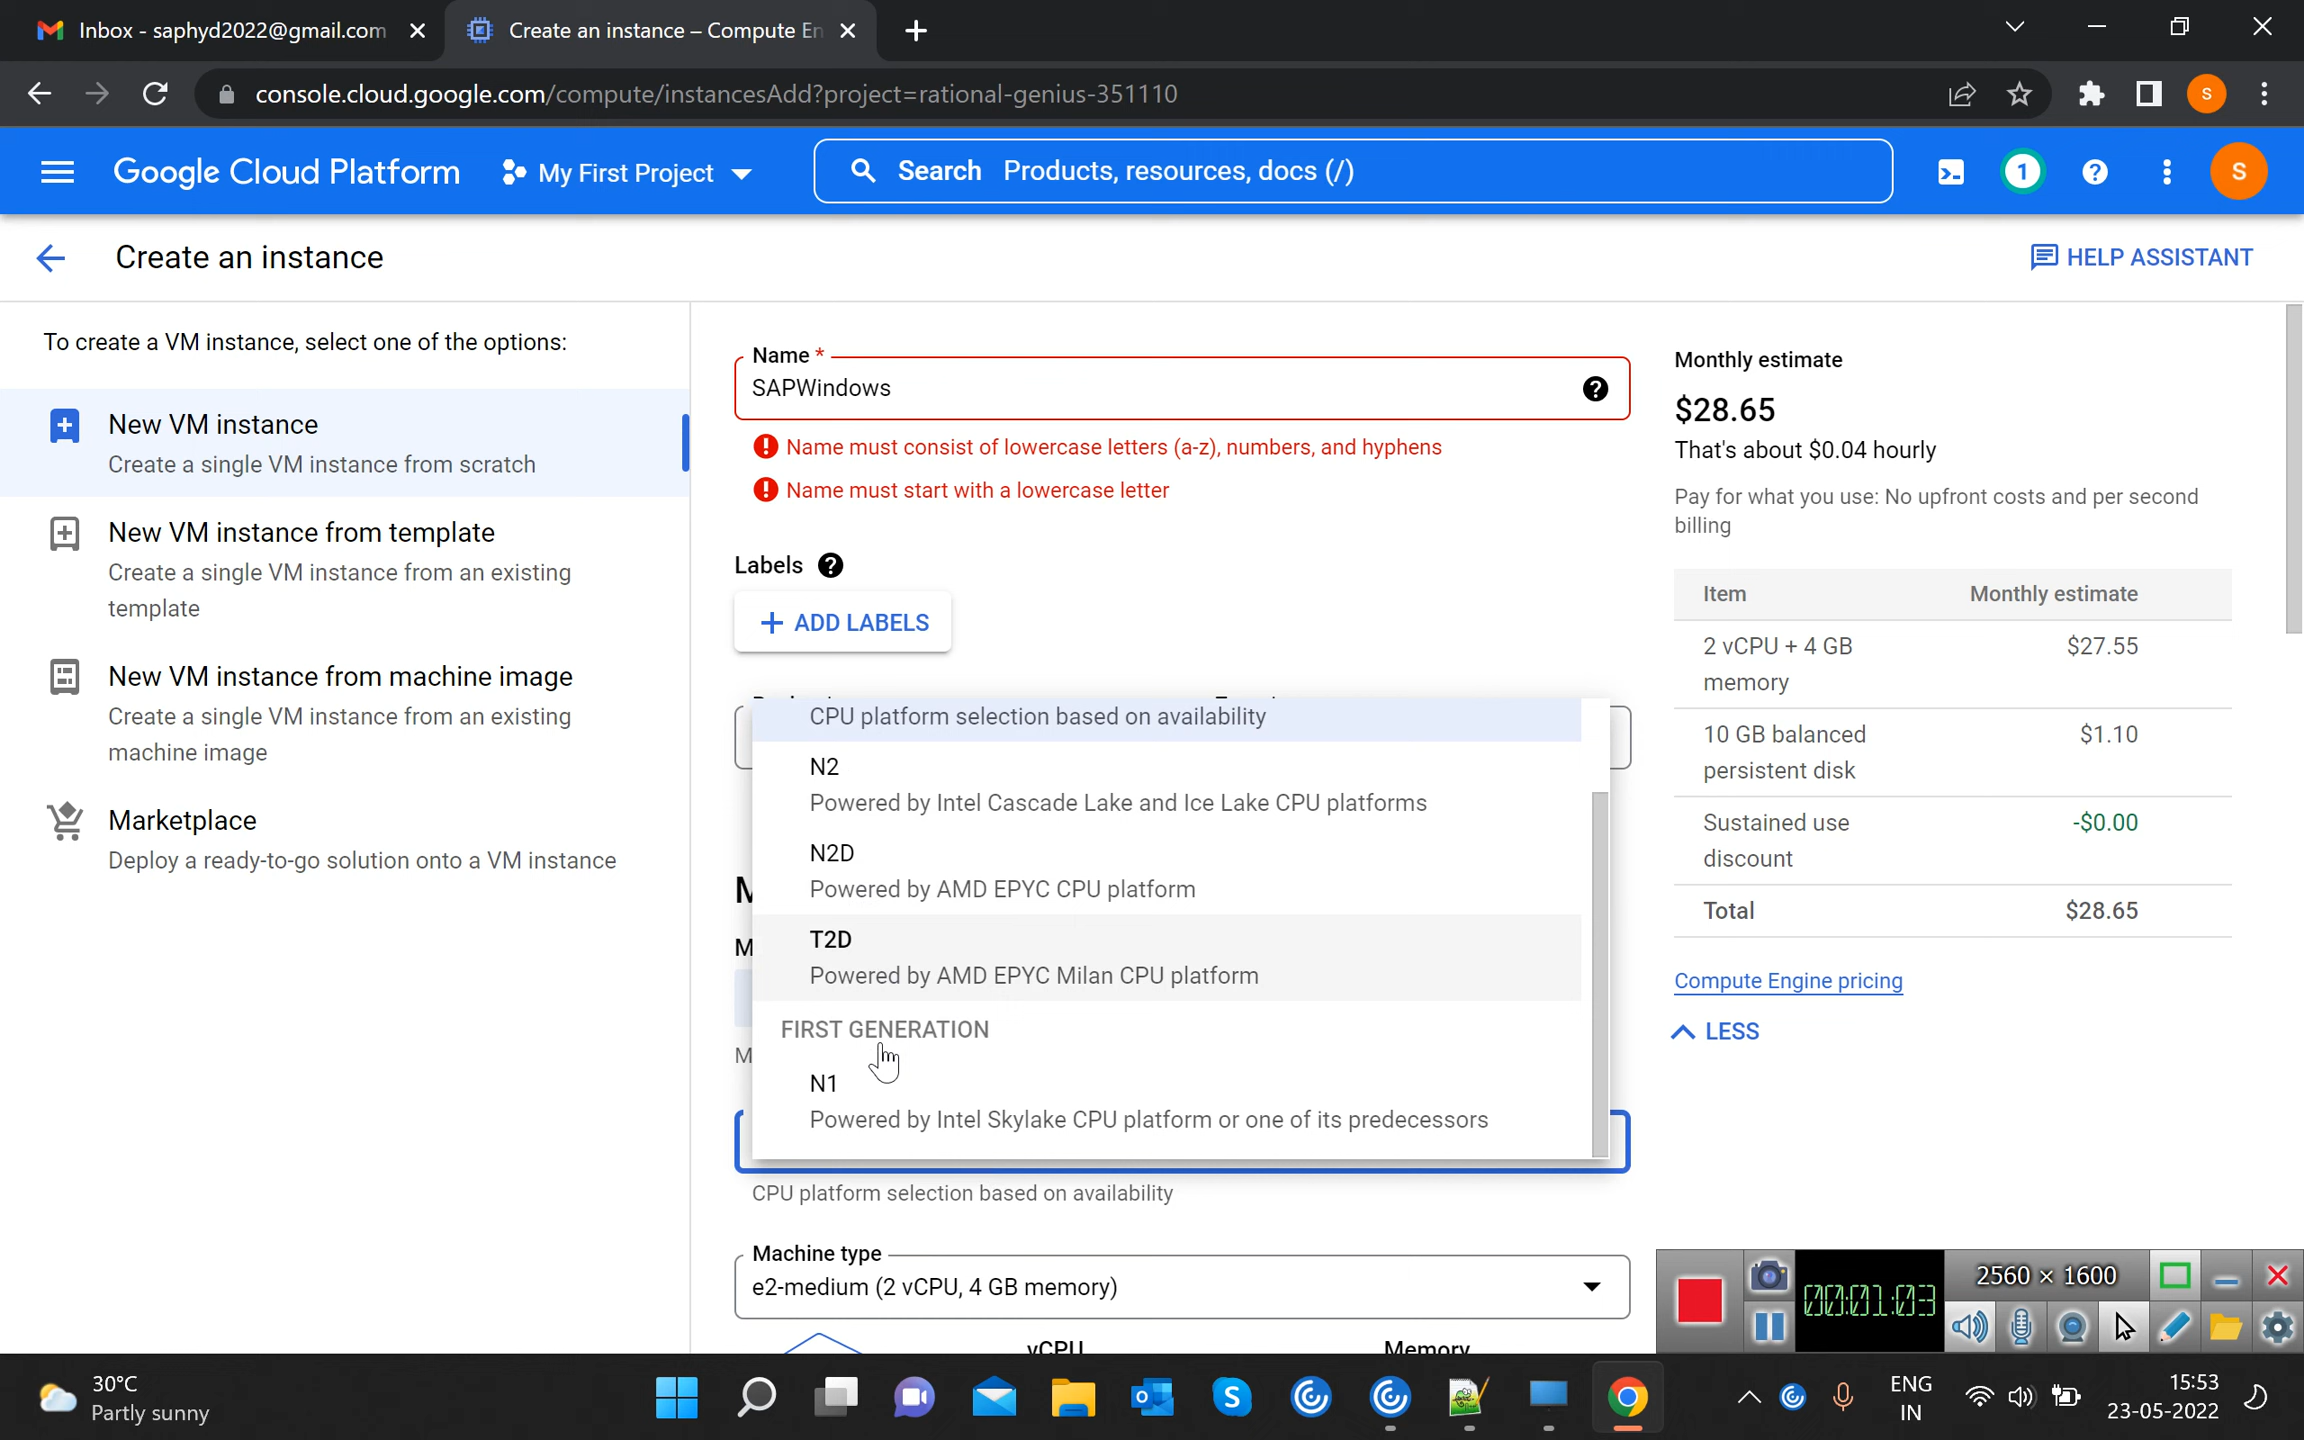 Inbox - saphyd2022@gmail.com
Create an instance – Compute En
console.cloud.google.com/compute/instancesAdd?project=rational-genius-351110
S
Google Cloud Platform
My First Project
Search Products, resources, docs (/)
1
?
S
Create an instance
HELP ASSISTANT
To create a VM instance, select one of the options:
New VM instance
Create a single VM instance from scratch
New VM instance from template
Create a single VM instance from an existing
template
New VM instance from machine image
Create a single VM instance from an existing
machine image
Marketplace
Deploy a ready-to-go solution onto a VM instance
Name *
SAPWindows
Name must consist of lowercase letters (a-z), numbers, and hyphens
Name must start with a lowercase letter
Labels
+ ADD LABELS
CPU platform selection based on availability
N2
Powered by Intel Cascade Lake and Ice Lake CPU platforms
N2D
Powered by AMD EPYC CPU platform
T2D
Powered by AMD EPYC Milan CPU platform
FIRST GENERATION
N1
Powered by Intel Skylake CPU platform or one of its predecessors
M
M
M
CPU platform selection based on availability
Machine type
e2-medium (2 vCPU, 4 GB memory)
vCPU
Memory
Monthly estimate
$28.65
That's about $0.04 hourly
Pay for what you use: No upfront costs and per second
billing
Item Monthly estimate
2 vCPU + 4 GB
memory
$27.55
10 GB balanced
persistent disk
$1.10
Sustained use
discount
-$0.00
Total $28.65
Compute Engine pricing
LESS
00:01:03
2560 × 1600
30°C
Partly sunny
ENG
IN
15:53
23-05-2022